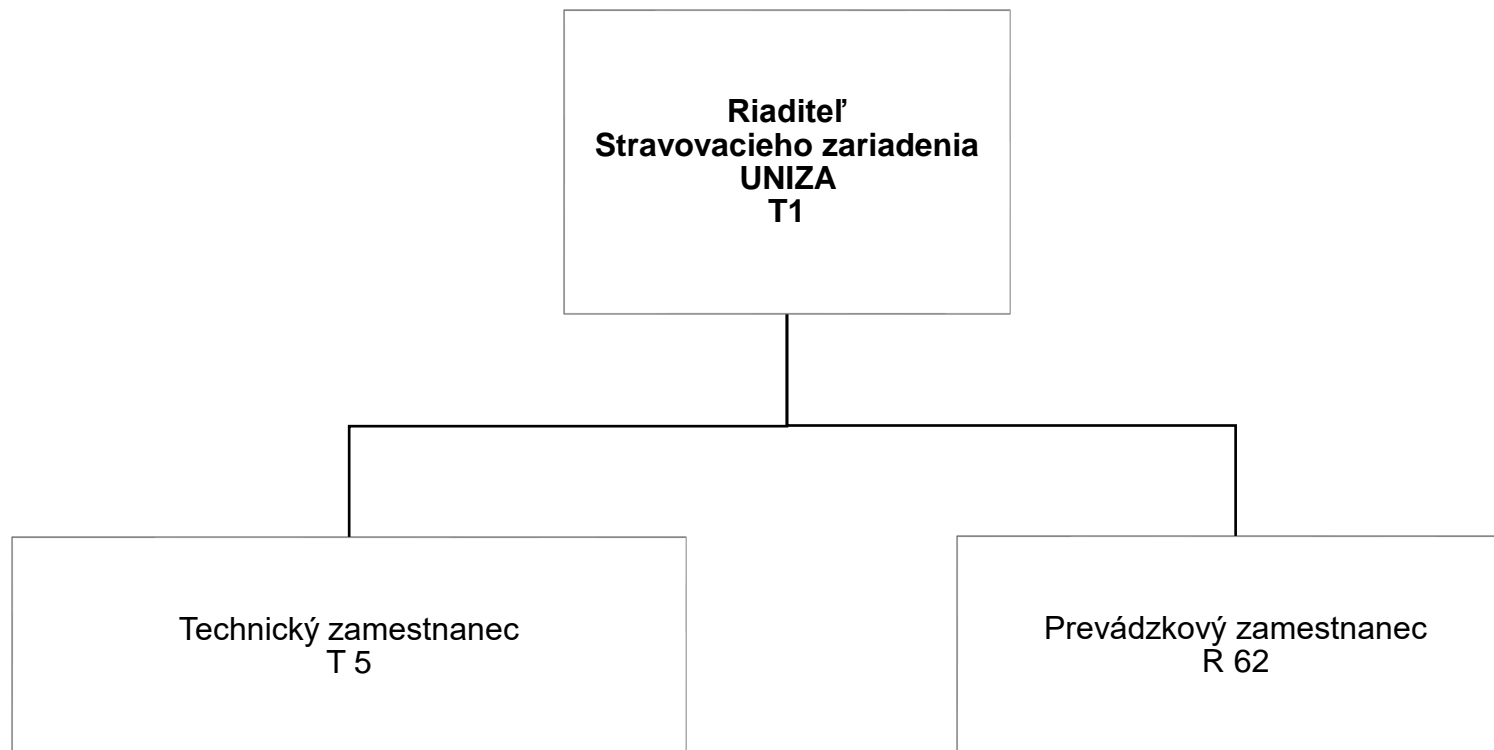 Riaditeľ
Stravovacieho zariadenia
UNIZA
T1
Technický zamestnanec
T 5
Prevádzkový zamestnanec
R 62